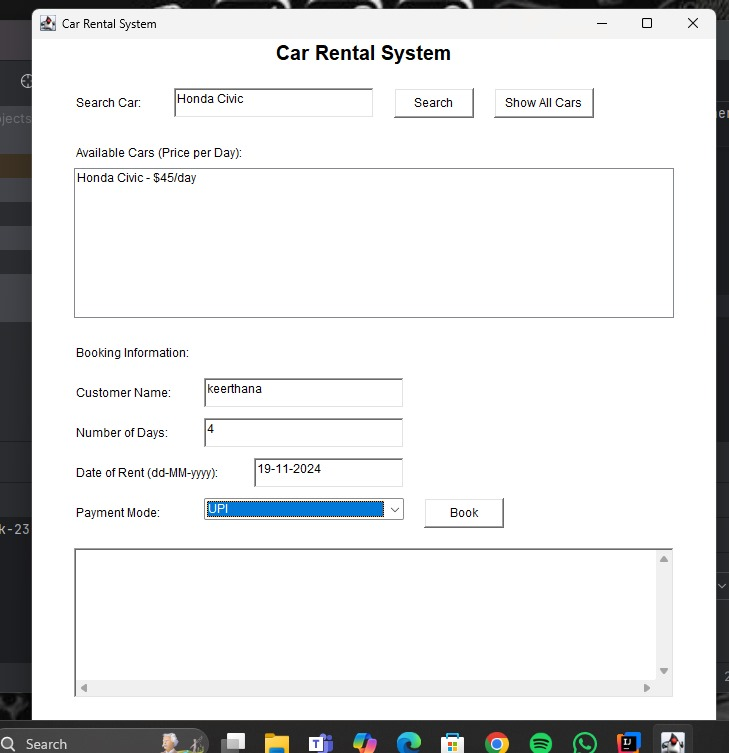 Car Rental System
Car Rental System
Search Car: Honda Civic Search Show All Cars
Available Cars (Price per Day):
Honda Civic - $45/day
Booking Information:
Customer Name: keerthana
Number of Days: 4
Date of Rent (dd-MM-yyyy): 19-11-2024
Payment Mode: UPI Book
k-23
Search